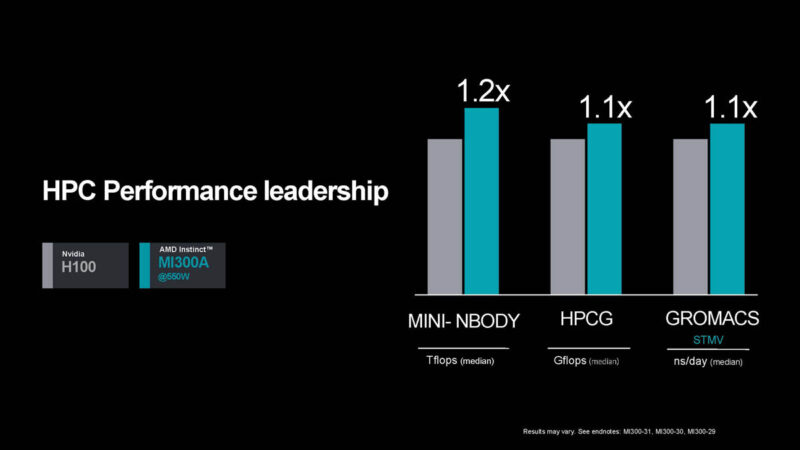 HPC Performance leadership
Nvidia
H100
AMD Instinct™
MI300A
@550W
1.2x
1.1x
1.1x
MINI- NBODY
HPCG
GROMACS
STMV
Tflops (median)
Gflops (median)
ns/day (median)
Results may vary. See endnotes: MI300-31, MI300-30, MI300-29